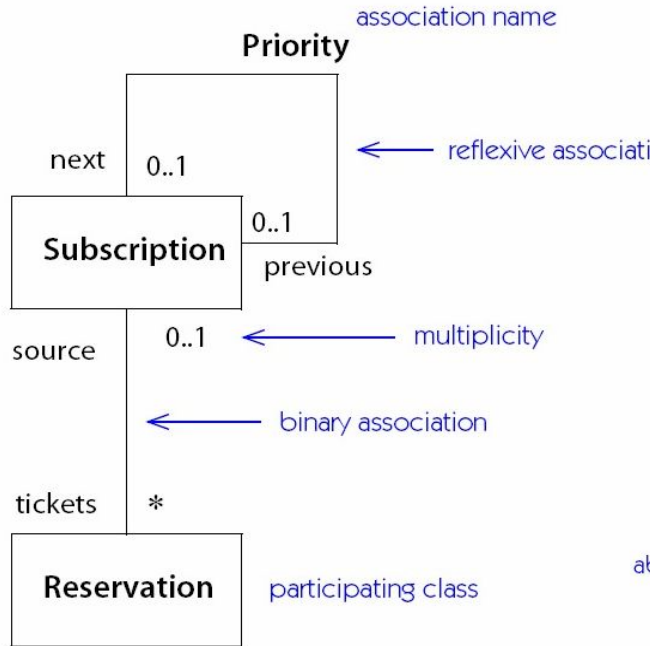 association name
Priority
next
0..1
reflexive associati
Subscription
0..1
previous
source
0..1
multiplicity
binary association
tickets
*
Reservation
participating class
ab